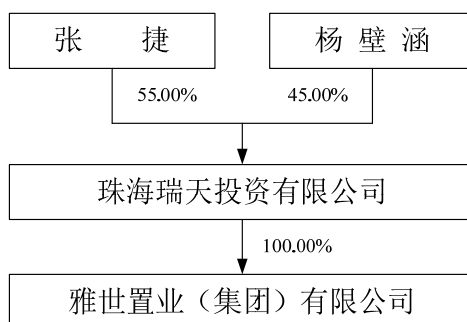 张 捷
杨 壁 涵
55.00%
45.00%
珠海瑞天投资有限公司
100.00%
雅世置业（集团）有限公司